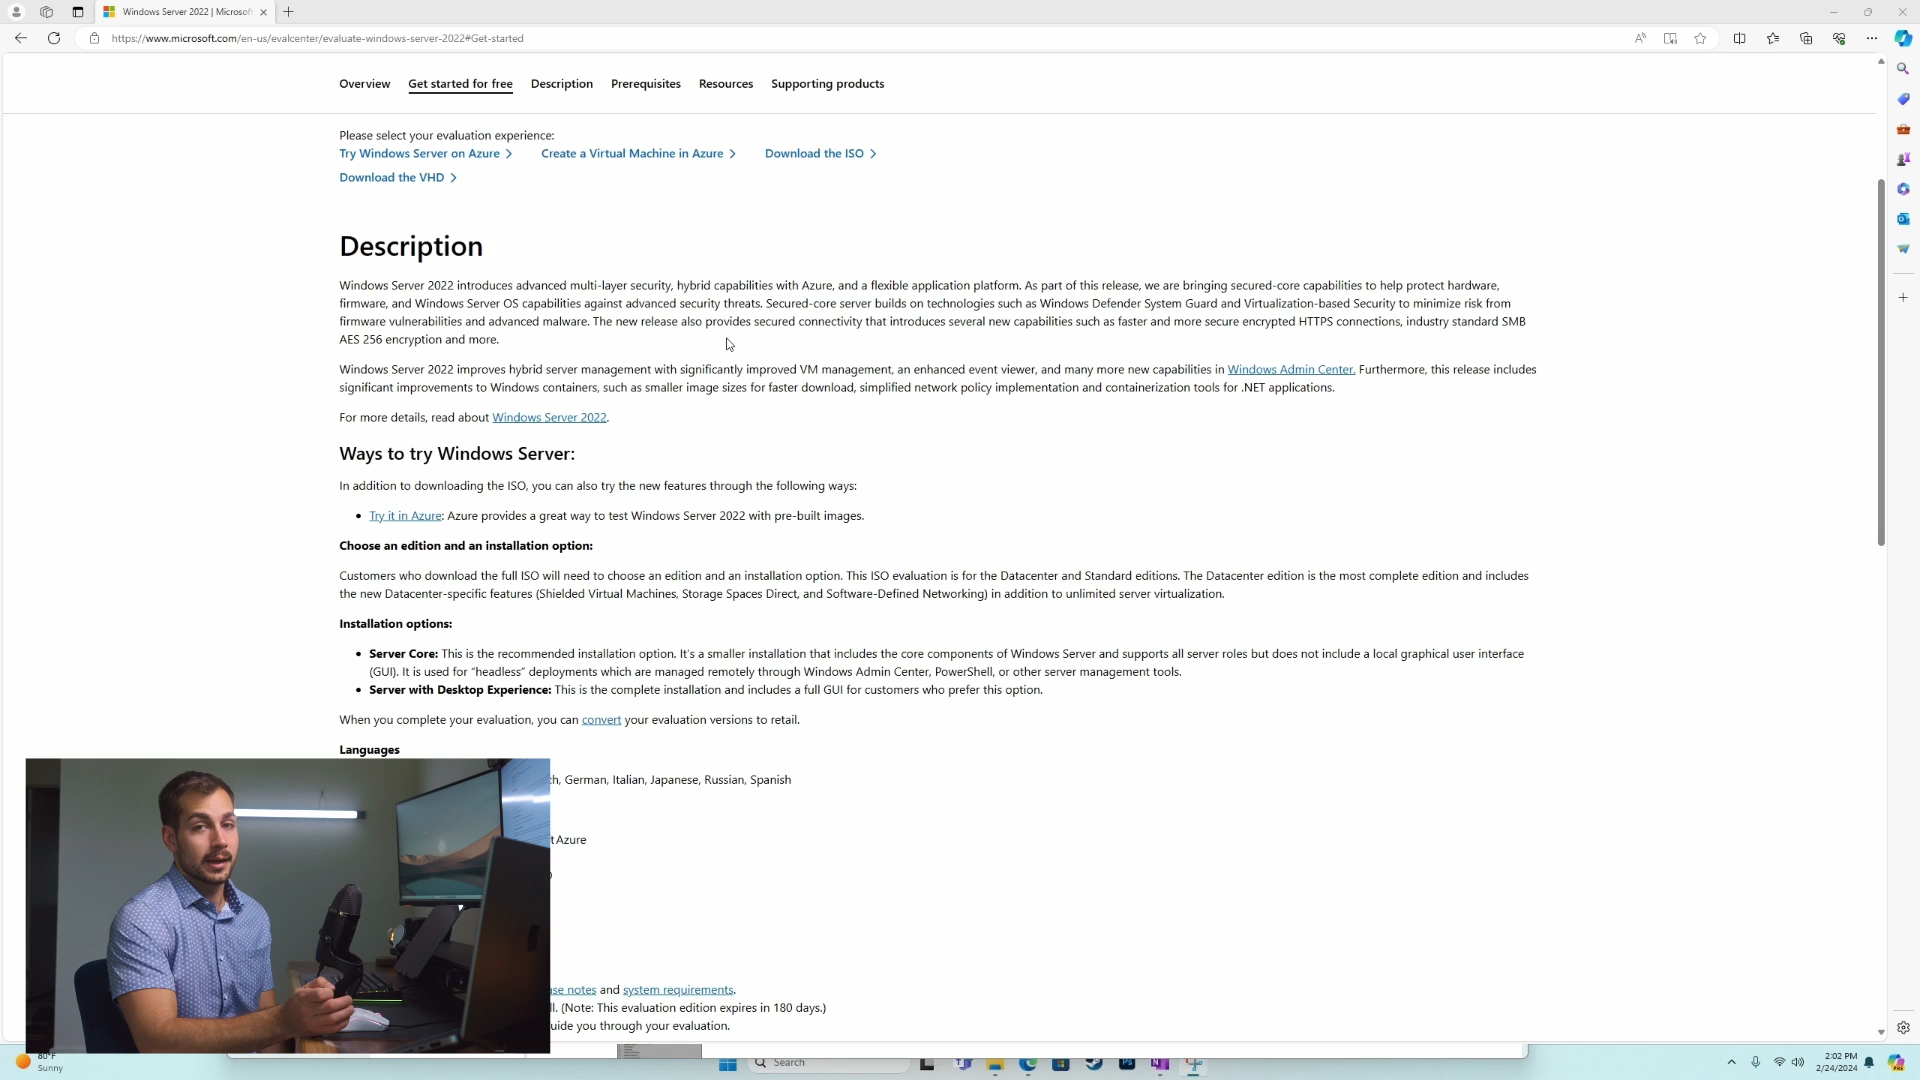 Windows Server 2022 | Microsof
https://www.microsoft.com/en-us/evalcenter/evaluate-windows-server-2022#Get-started
Overview Get started for free Description Prerequisites Resources Supporting products
Please select your evaluation experience:
Try Windows Server on Azure Create a Virtual Machine in Azure Download the ISO
Download the VHD
Description
Windows Server 2022 introduces advanced multi-layer security, hybrid capabilities with Azure, and a flexible application platform. As part of this release, we are bringing secured-core capabilities to help protect hardware,
firmware, and Windows Server OS capabilities against advanced security threats. Secured-core server builds on technologies such as Windows Defender System Guard and Virtualization-based Security to minimize risk from
firmware vulnerabilities and advanced malware. The new release also provides secured connectivity that introduces several new capabilities such as faster and more secure encrypted HTTPS connections, industry standard SMB
AES 256 encryption and more.
Windows Server 2022 improves hybrid server management with significantly improved VM management, an enhanced event viewer, and many more new capabilities in Windows Admin Center. Furthermore, this release includes
significant improvements to Windows containers, such as smaller image sizes for faster download, simplified network policy implementation and containerization tools for .NET applications.
For more details, read about Windows Server 2022.
Ways to try Windows Server:
In addition to downloading the ISO, you can also try the new features through the following ways:
• Try it in Azure: Azure provides a great way to test Windows Server 2022 with pre-built images.
Choose an edition and an installation option:
Customers who download the full ISO will need to choose an edition and an installation option. This ISO evaluation is for the Datacenter and Standard editions. The Datacenter edition is the most complete edition and includes
the new Datacenter-specific features (Shielded Virtual Machines, Storage Spaces Direct, and Software-Defined Networking) in addition to unlimited server virtualization.
Installation options:
• Server Core: This is the recommended installation option. It's a smaller installation that includes the core components of Windows Server and supports all server roles but does not include a local graphical user interface
(GUI). It is used for "headless" deployments which are managed remotely through Windows Admin Center, PowerShell, or other server management tools.
• Server with Desktop Experience: This is the complete installation and includes a full GUI for customers who prefer this option.
When you complete your evaluation, you can convert your evaluation versions to retail.
Languages
ch, German, Italian, Japanese, Russian, Spanish
t Azure
ase notes and system requirements.
ll. (Note: This evaluation edition expires in 180 days.)
uide you through your evaluation.
80°F
Sunny
Search
2:02 PM
2/24/2024